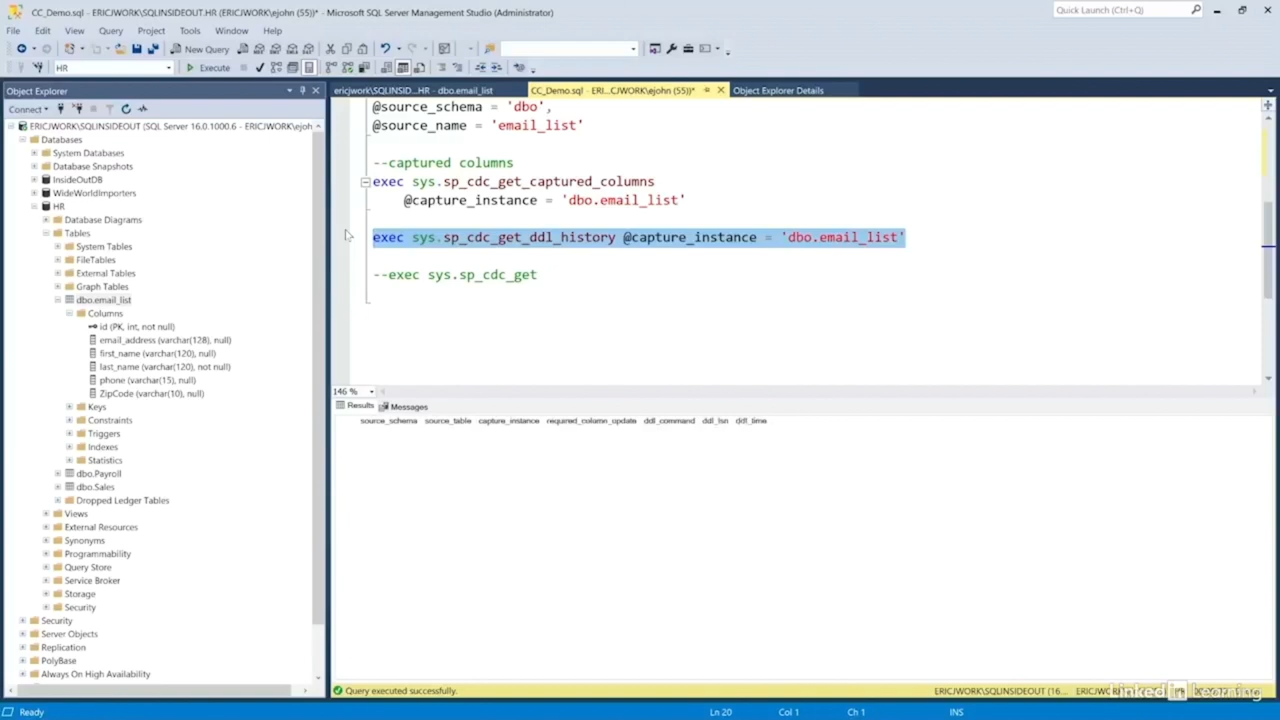 CC_Demo.sql - ERICJWORK\SQLINSIDEOUT.HR (ERICJWORK\ejohn (55))* - Microsoft SQL Server Management Studio (Administrator)
Quick Launch (Ctrl+Q)
File Edit View Query Project Tools Window Help
New Query
HR
Execute
Object Explorer
ericjwork\SQLINSID...HR - dbo.email_list
CC_Demo.sql - ERI...CJWORK\ejohn (55))*
Object Explorer Details
Connect
ERICJWORK\SQLINSIDEOUT (SQL Server 16.0.1000.6 - ERICJWORK\ejoh
Databases
System Databases
Database Snapshots
InsideOutDB
WideWorldImporters
HR
Database Diagrams
Tables
System Tables
FileTables
External Tables
Graph Tables
dbo.email_list
Columns
id (PK, int, not null)
email_address (varchar(128), null)
first_name (varchar(120), null)
last_name (varchar(120), not null)
phone (varchar(15), null)
ZipCode (varchar(10), null)
Keys
Constraints
Triggers
Indexes
Statistics
dbo.Payroll
dbo.Sales
Dropped Ledger Tables
Views
External Resources
Synonyms
Programmability
Query Store
Service Broker
Storage
Security
Security
Server Objects
Replication
PolyBase
Always On High Availability
@source_schema = 'dbo',
@source_name = 'email_list'
--captured columns
exec sys.sp_cdc_get_captured_columns
@capture_instance = 'dbo.email_list'
exec sys.sp_cdc_get_ddl_history @capture_instance = 'dbo.email_list'
--exec sys.sp_cdc_get
146 %
Results Messages
source_schema source_table capture_instance required_column_update ddl_command ddl_lsn ddl_time
Query executed successfully.
ERICJWORK\SQLINSIDEOUT (16...
LinkedIn Learning
Ready
Ln 20
Col 1
Ch 1
INS